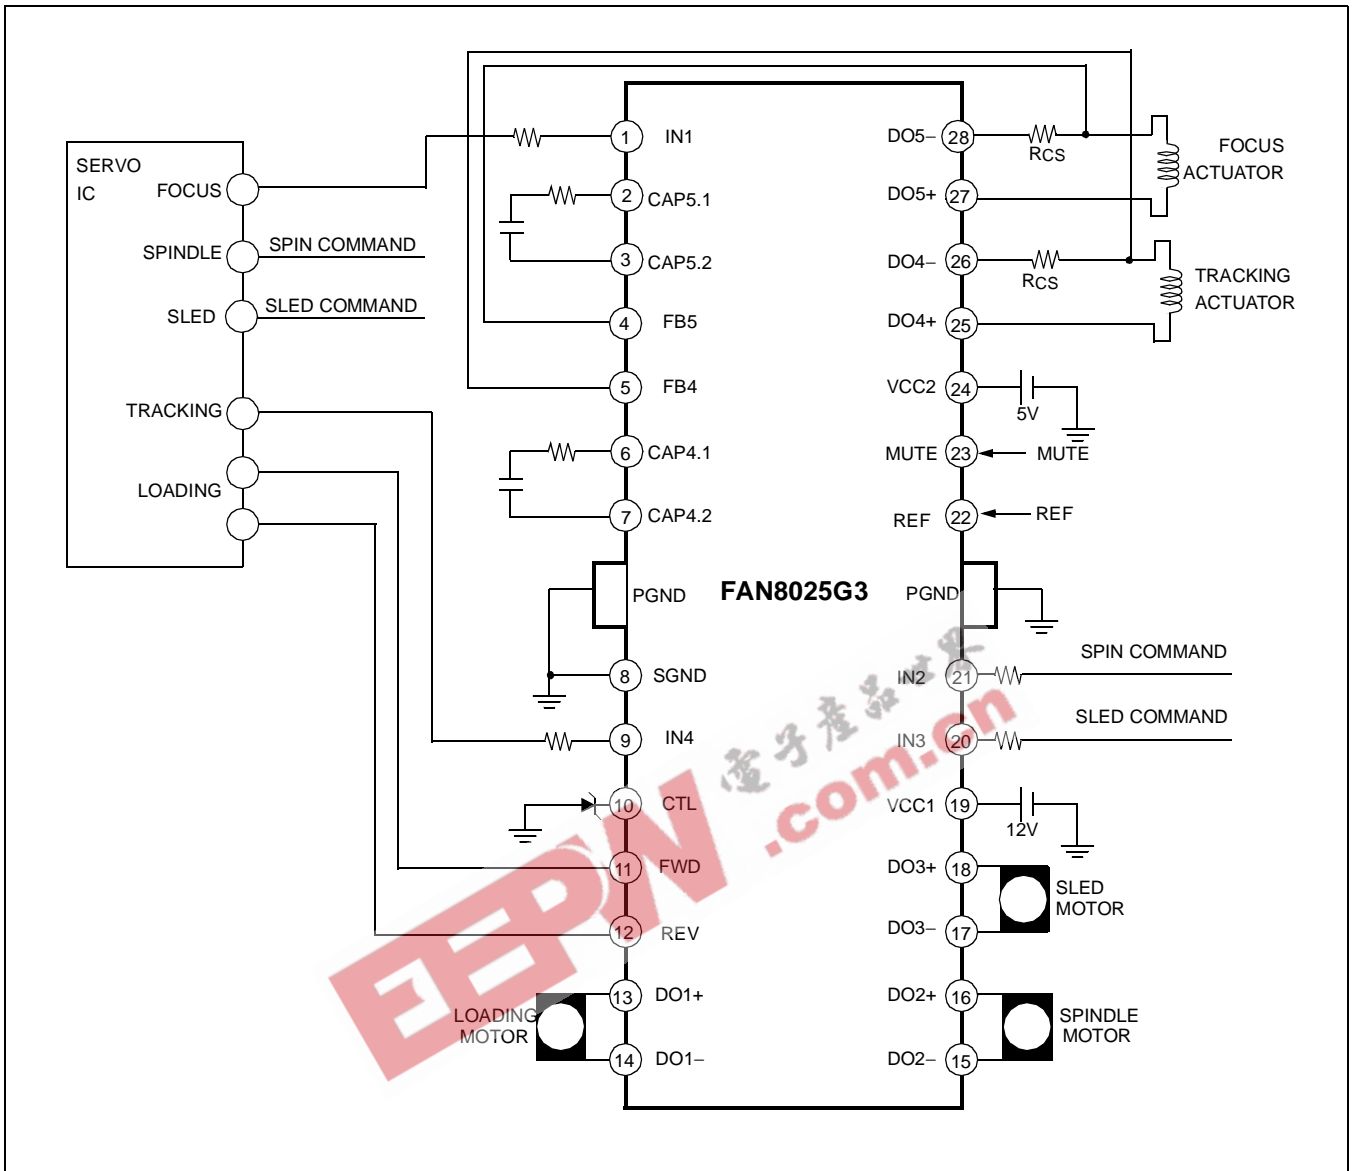 SERVO
IC
FOCUS
SPINDLE
SPIN COMMAND
SLED
SLED COMMAND
TRACKING
LOADING
1 IN1
2 CAP5.1
3 CAP5.2
4 FB5
5 FB4
6 CAP4.1
7 CAP4.2
PGND
8 SGND
9 IN4
10 CTL
11 FWD
12 REV
13 DO1+
14 DO1−
LOADING
MOTOR
FAN8025G3
DO5− 28
RCS
FOCUS
ACTUATOR
DO5+ 27
DO4− 26
RCS
TRACKING
ACTUATOR
DO4+ 25
VCC2 24
5V
MUTE 23 MUTE
REF 22 REF
PGND
IN2 21 SPIN COMMAND
IN3 20 SLED COMMAND
VCC1 19
12V
DO3+ 18
SLED
MOTOR
DO3− 17
DO2+ 16
SPINDLE
MOTOR
DO2− 15
EEPW
電子產品世界
.com.cn